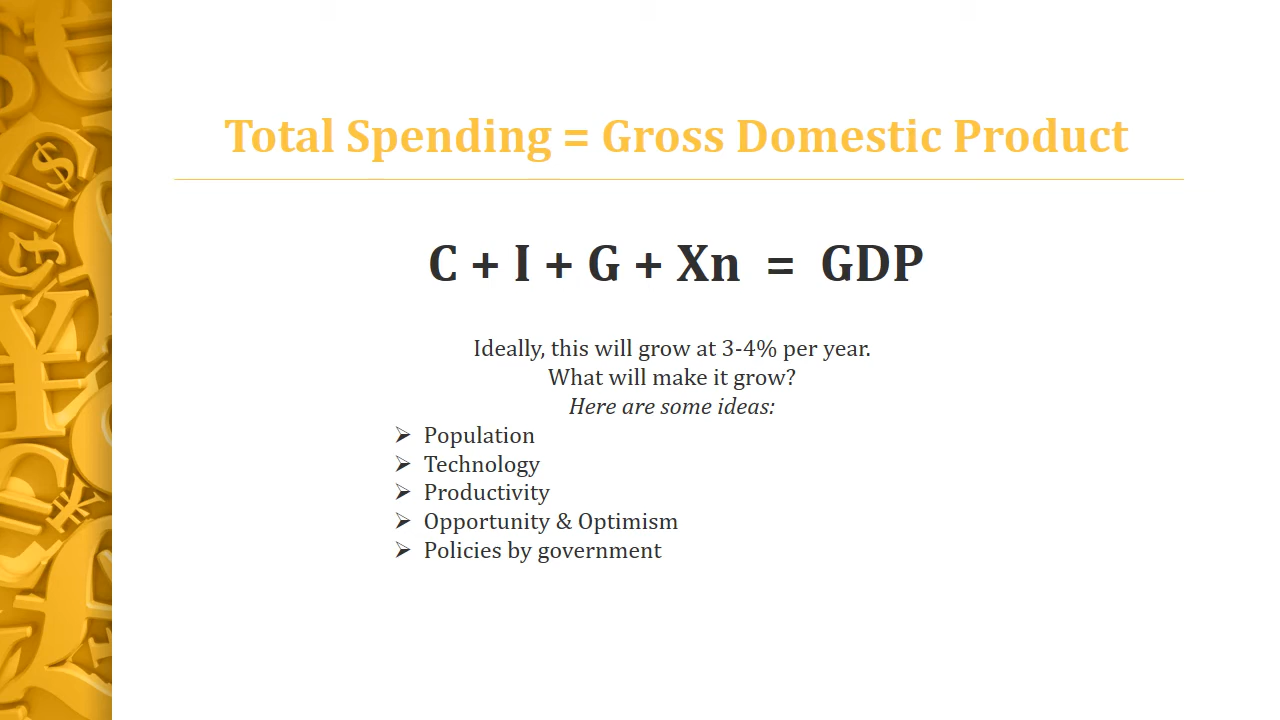 Total Spending = Gross Domestic Product
C + I + G + Xn = GDP
Ideally, this will grow at 3-4% per year.
What will make it grow?
Here are some ideas:
➢ Population
➢ Technology
➢ Productivity
➢ Opportunity & Optimism
➢ Policies by government